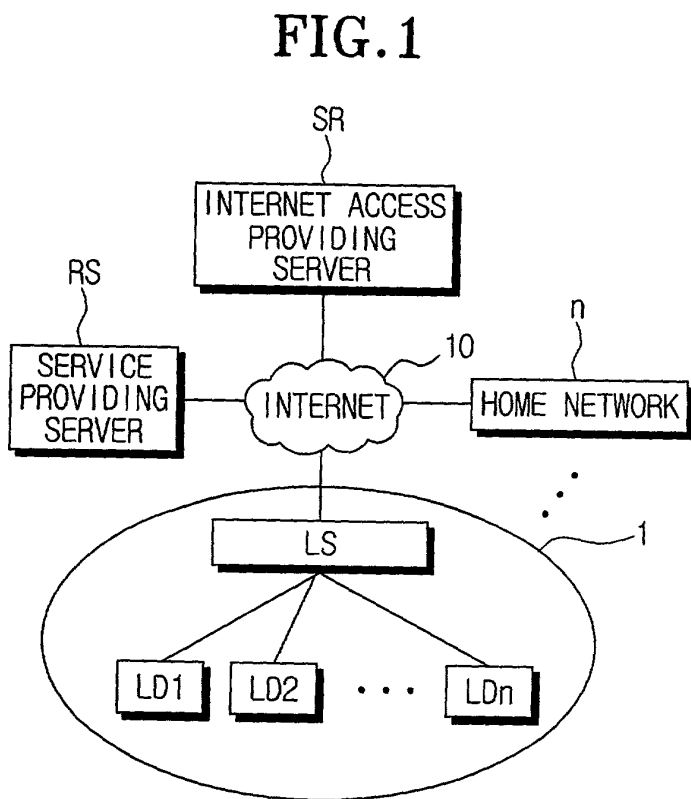 FIG.1
SR
INTERNET ACCESS
PROVIDING
SERVER
RS
SERVICE
PROVIDING
SERVER
10
INTERNET
n
HOME NETWORK
LS
1
LD1
LD2
LDn